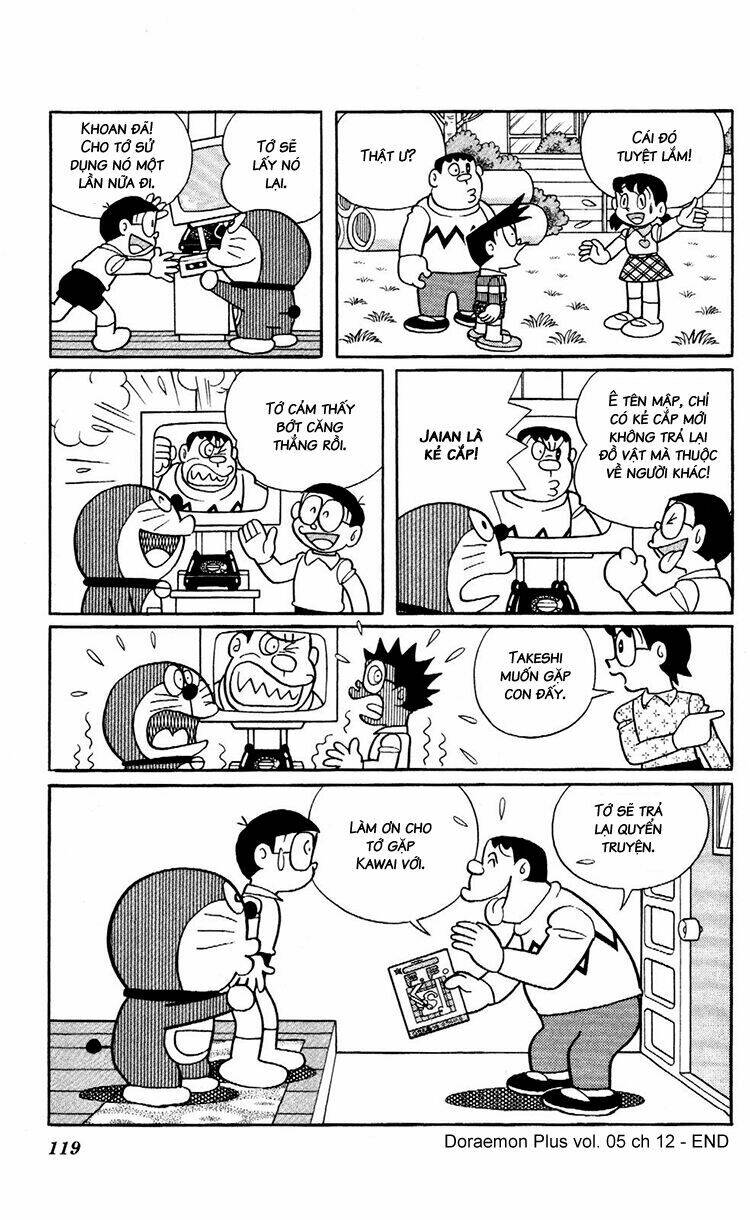 KHOAN ĐÃ!
CHO TỚ SỬ
DỤNG NÓ MỘT
LẦN NỮA ĐI.
TỚ SẼ
LẤY NÓ
LẠI.
THẬT Ư?
CÁI ĐÓ
TUYỆT LẮM!
TỚ CẢM THẤY
BỚT CĂNG
THẲNG RỒI.
JAIAN LÀ
KẺ CẮP!
Ê TÊN MẬP, CHỈ
CÓ KẺ CẮP MỚI
KHÔNG TRẢ LẠI
ĐỒ VẬT MÀ THUỘC
VỀ NGƯỜI KHÁC!
TAKESHI
MUỐN GẶP
CON ĐẤY.
LÀM ƠN CHO
TỚ GẶP
KAWAI VỚI.
TỚ SẼ TRẢ
LẠI QUYỂN
TRUYỆN.
119
Doraemon Plus vol. 05 ch 12 - END